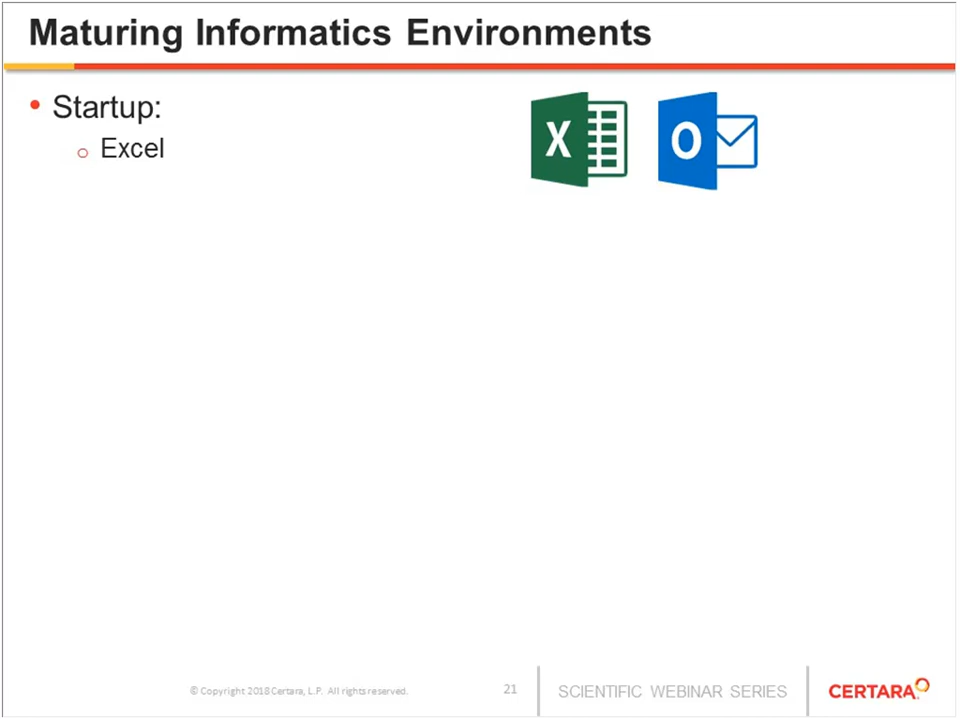 Maturing Informatics Environments
• Startup:
o Excel
X
O
© Copyright 2018 Certara, L.P. All rights reserved.
21
SCIENTIFIC WEBINAR SERIES
CERTARA